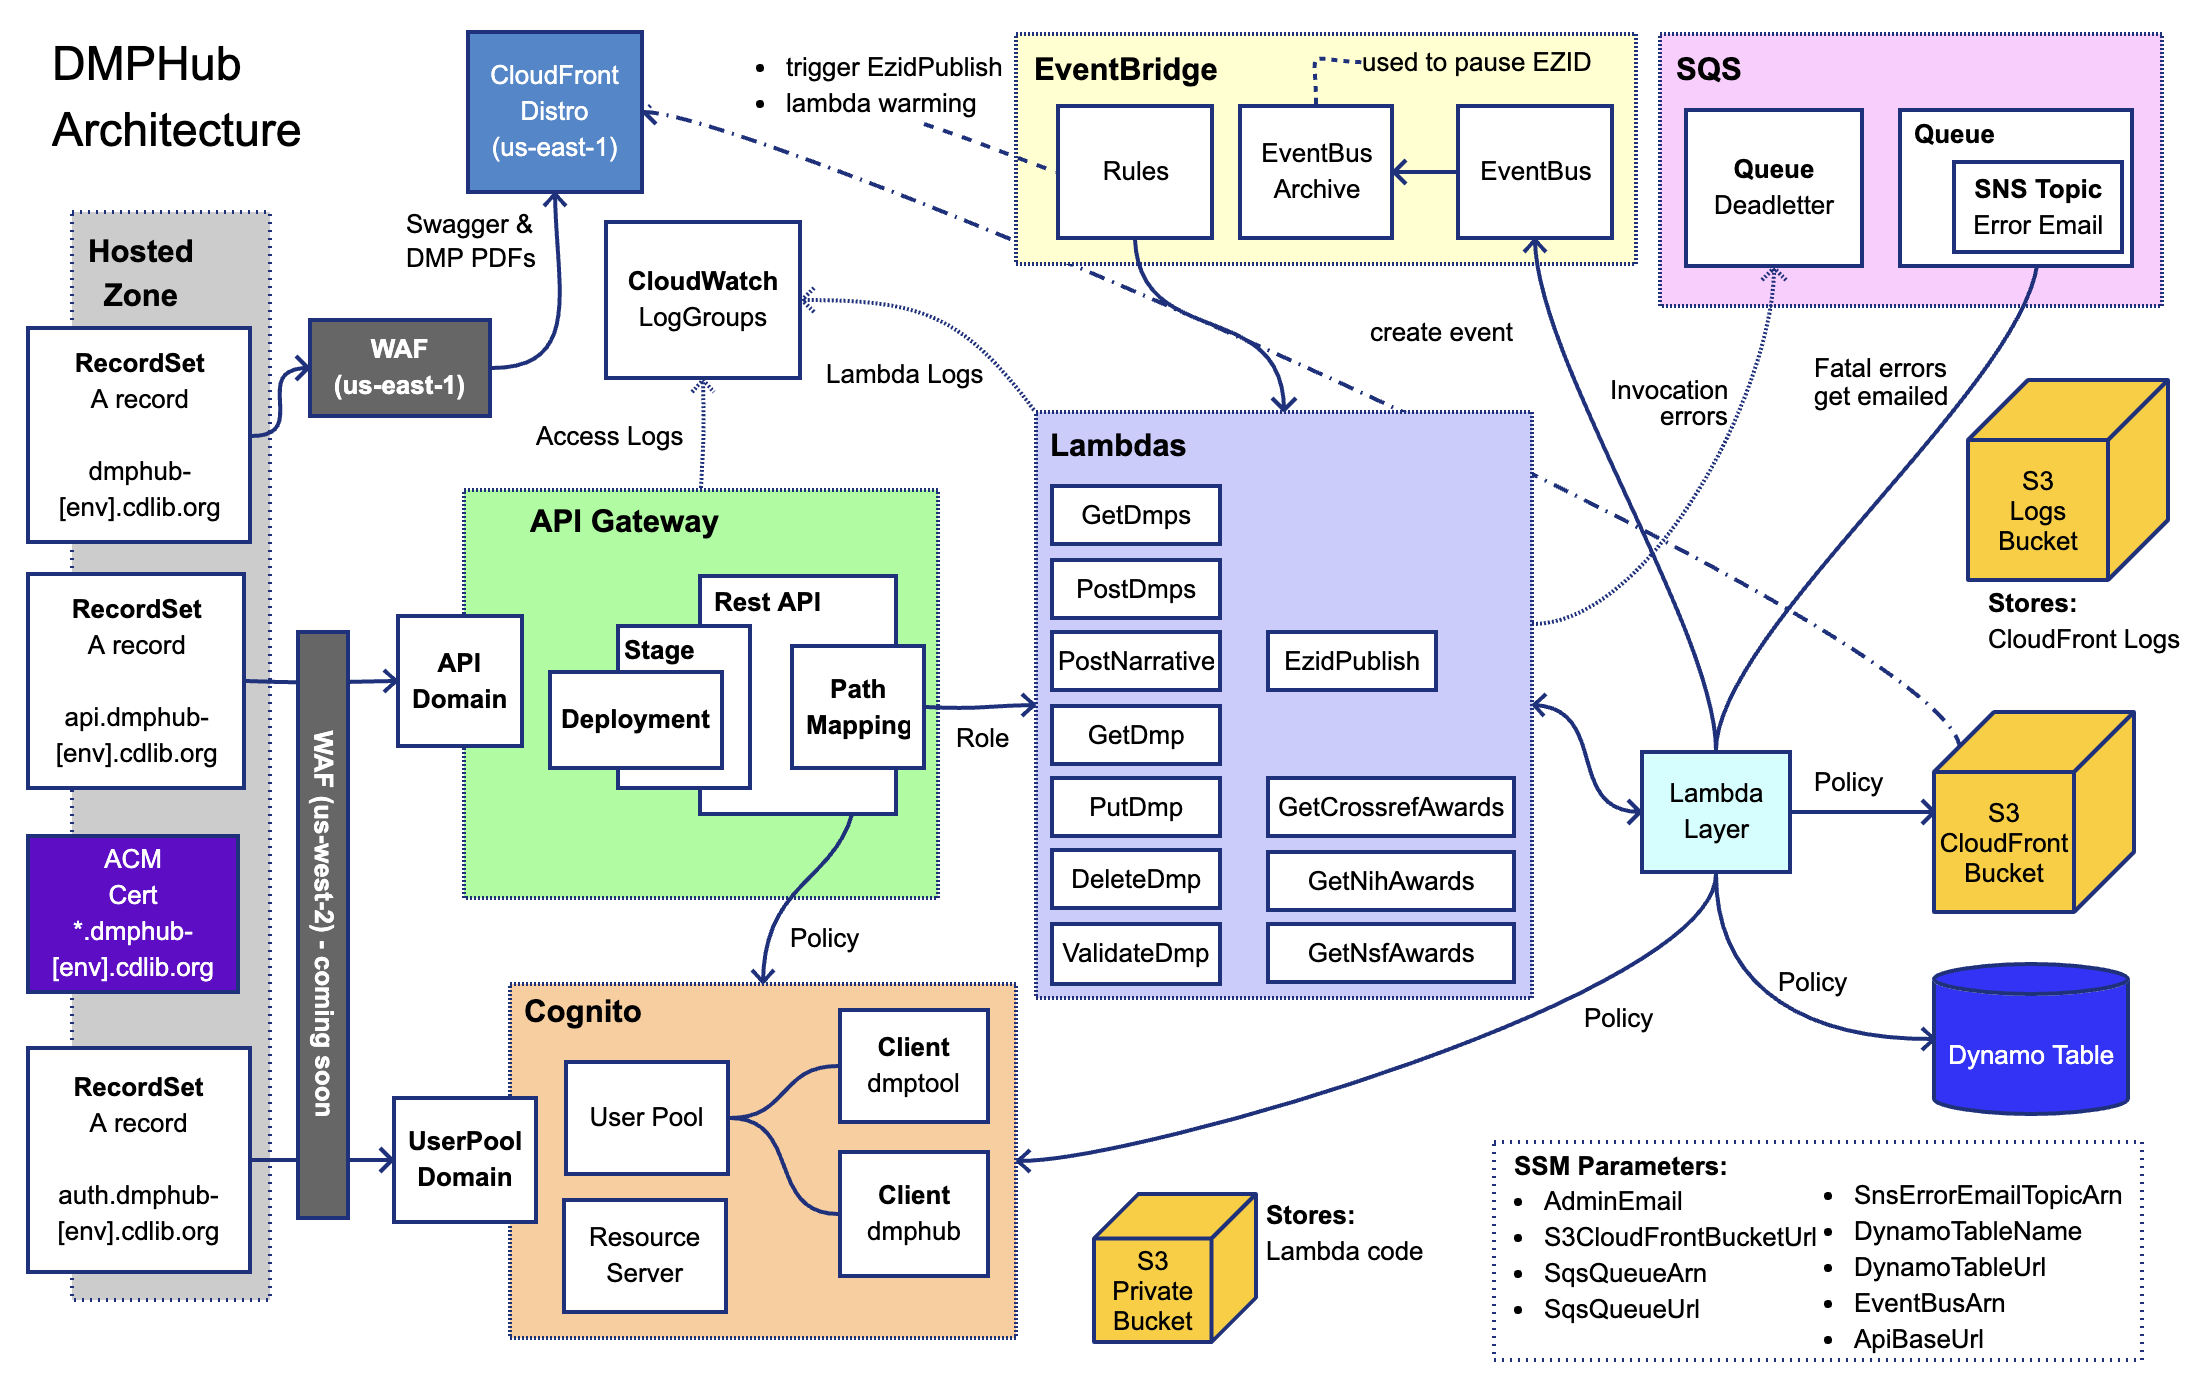 DMPHub
Architecture
CloudFront
Distro
(us-east-1)
• trigger EzidPublish
• lambda warming
EventBridge
used to pause EZID
Rules
EventBus
Archive
EventBus
SQS
Queue
Deadletter
Queue
SNS Topic
Error Email
Hosted
Zone
Swagger &
DMP PDFs
WAF
(us-east-1)
CloudWatch
LogGroups
Lambda Logs
Access Logs
create event
Invocation
errors
Fatal errors
get emailed
RecordSet
A record
dmphub-
[env].cdlib.org
RecordSet
A record
api.dmphub-
[env].cdlib.org
ACM
Cert
*.dmphub-
[env].cdlib.org
RecordSet
A record
auth.dmphub-
[env].cdlib.org
WAF (us-west-2) - coming soon
API Gateway
API
Domain
Rest API
Stage
Deployment
Path
Mapping
Role
Policy
Lambdas
GetDmps
PostDmps
PostNarrative
GetDmp
PutDmp
DeleteDmp
ValidateDmp
EzidPublish
GetCrossrefAwards
GetNihAwards
GetNsfAwards
S3
Logs
Bucket
Stores:
CloudFront Logs
Lambda
Layer
Policy
S3
CloudFront
Bucket
Policy
Dynamo Table
Policy
Cognito
UserPool
Domain
User Pool
Resource
Server
Client
dmptool
Client
dmphub
S3
Private
Bucket
Stores:
Lambda code
SSM Parameters:
• AdminEmail
• S3CloudFrontBucketUrl
• SqsQueueArn
• SqsQueueUrl
• SnsErrorEmailTopicArn
• DynamoTableName
• DynamoTableUrl
• EventBusArn
• ApiBaseUrl